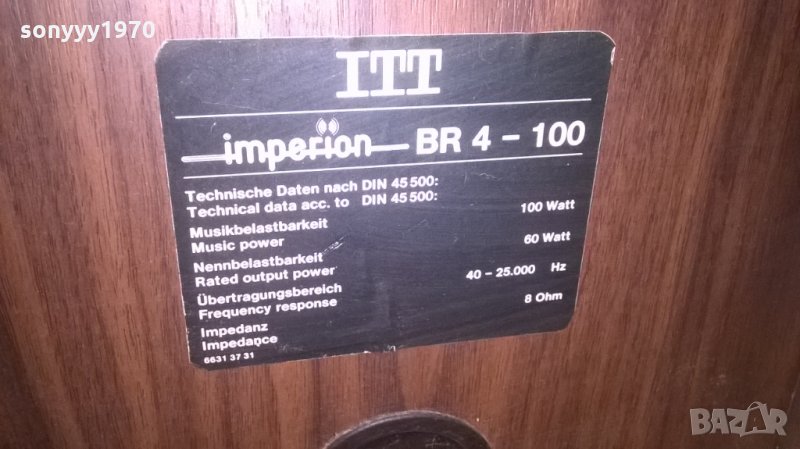 sonyyy1970
ITT
imperion BR 4 - 100
Technische Daten nach DIN 45 500:
Technical data acc. to DIN 45 500:
Musikbelastbarkeit
Music power
100 Watt
Nennbelastbarkeit
Rated output power
60 Watt
Übertragungsbereich
Frequency response
40 - 25.000 Hz
Impedanz
Impedance
8 Ohm
6631 37 31
BAZAR